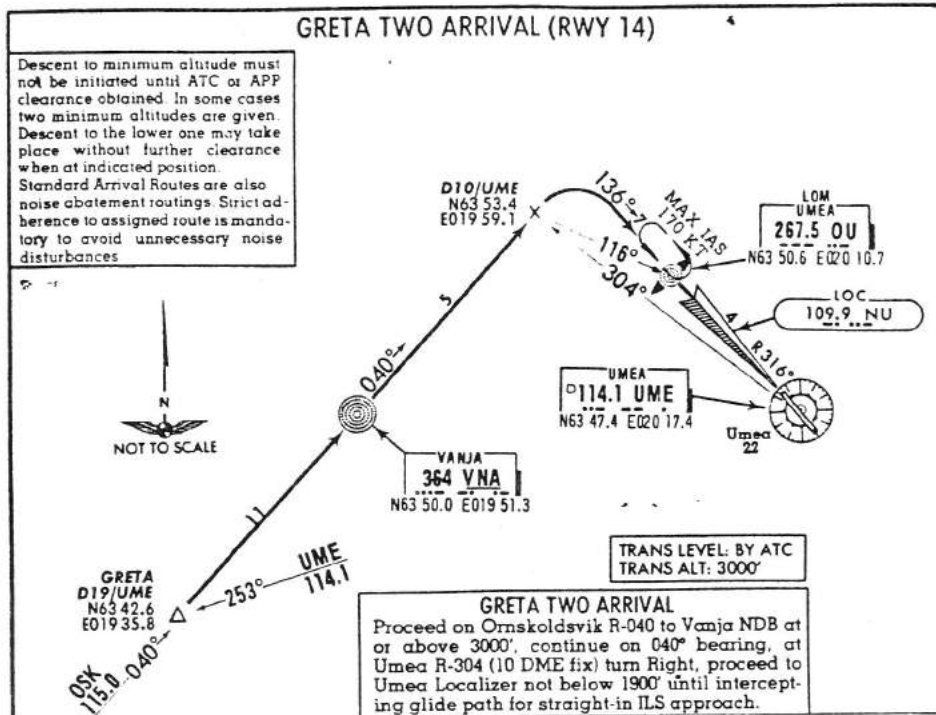 GRETA TWO ARRIVAL (RWY 14)
Descent to minimum altitude must
not be initiated until ATC or APP
clearance obtained. In some cases
two minimum altitudes are given.
Descent to the lower one may take
place without further clearance
when at indicated position.
Standard Arrival Routes are also
noise abatement routings. Strict ad-
herence to assigned route is manda-
tory to avoid unnecessary noise
disturbances
D10/UME
N63 53.4
E019 59.1
136°
7
MAX IAS
170 KT
116°
304°
LOM
UMEA
267.5 OU
N63 50.6 E020 10.7
LOC
109.9 NU
4
R316°
UMEA
D 114.1 UME
N63 47.4 E020 17.4
Umea
22
5
040°
N
NOT TO SCALE
VANJA
364 VNA
N63 50.0 E019 51.3
11
GRETA
D19/UME
N63 42.6
E019 35.8
253°
UME
114.1
OSK
115.0
040°
TRANS LEVEL: BY ATC
TRANS ALT: 3000'
GRETA TWO ARRIVAL
Proceed on Ornskoldsvik R-040 to Vanja NDB at
or above 3000', continue on 040° bearing, at
Umea R-304 (10 DME fix) turn Right, proceed to
Umea Localizer not below 1900' until intercept-
ing glide path for straight-in ILS approach.